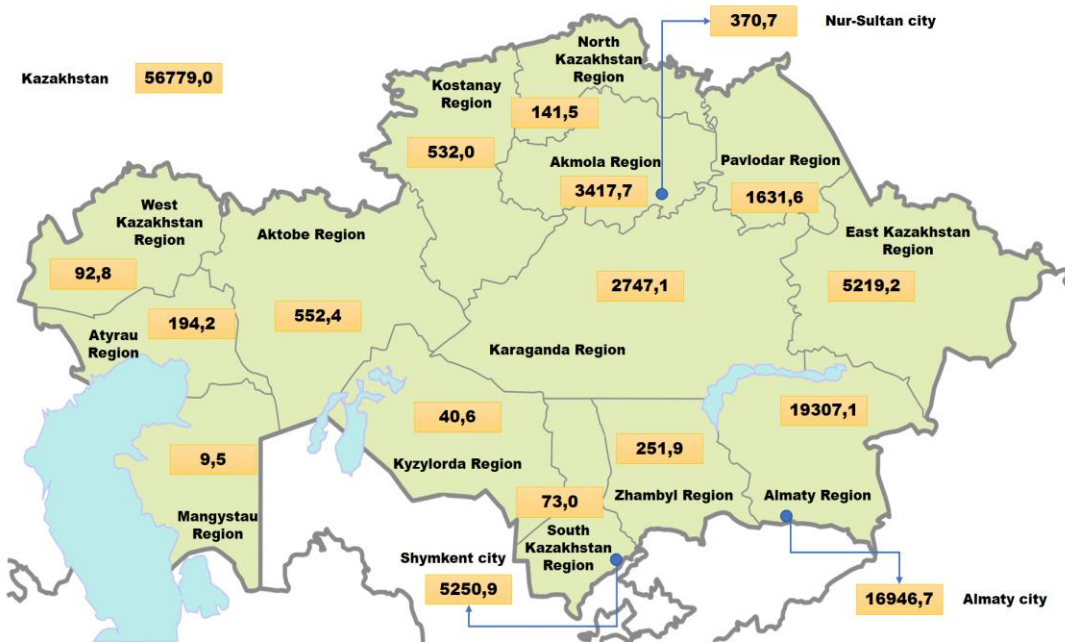 370,7
Nur-Sultan city
Kazakhstan
56779,0
North
Kazakhstan
Region
Kostanay
Region
141,5
532,0
Akmola Region
3417,7
Pavlodar Region
1631,6
West
Kazakhstan
Region
92,8
Aktobe Region
East Kazakhstan
Region
5219,2
2747,1
Karaganda Region
194,2
Atyrau
Region
552,4
40,6
Kyzylorda Region
19307,1
251,9
Zhambyl Region
Almaty Region
9,5
Mangystau
Region
73,0
South
Kazakhstan
Region
Shymkent city
5250,9
16946,7
Almaty city